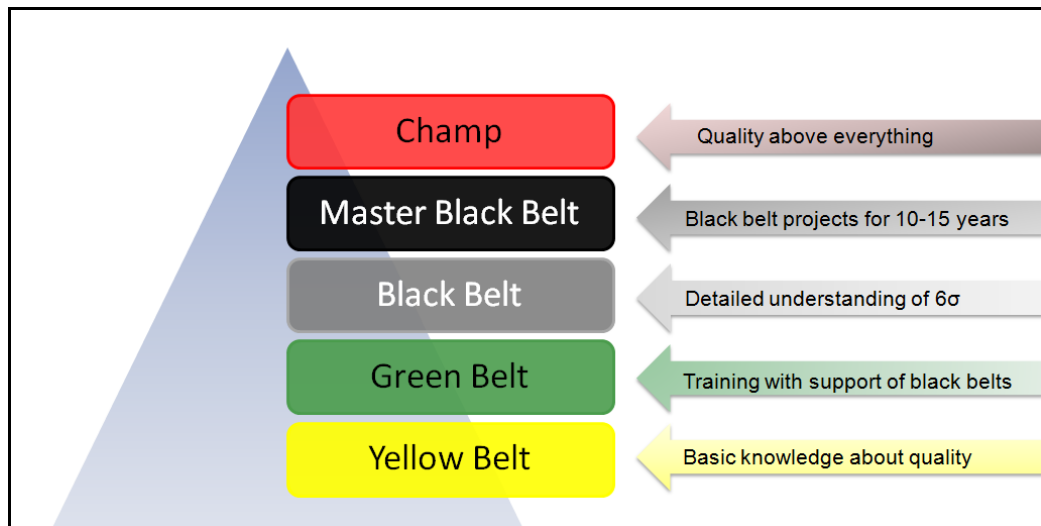 Champ
Quality above everything
Master Black Belt
Black belt projects for 10-15 years
Black Belt
Detailed understanding of 6σ
Green Belt
Training with support of black belts
Yellow Belt
Basic knowledge about quality